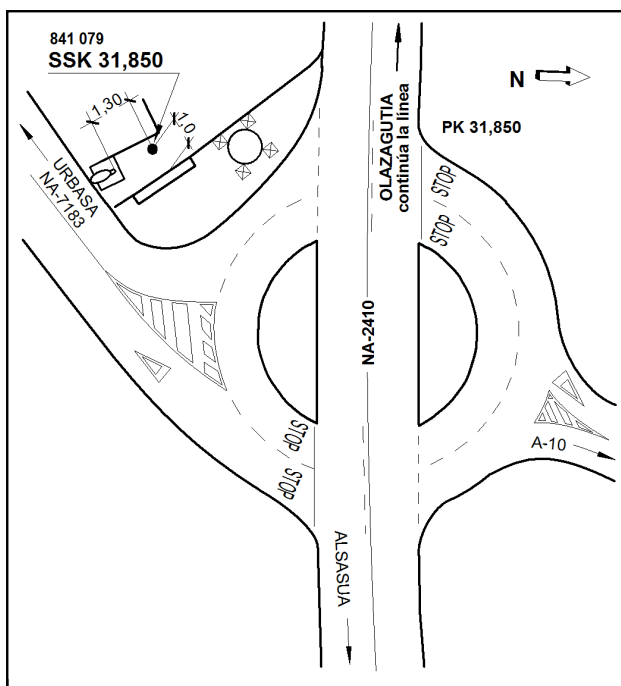 841 079
SSK 31,850
1,30
1,0
N
PK 31,850
OLAZAGUTIA
continúa la línea
STOP
STOP
URBASA
NA-7183
NA-2410
STOP
STOP
A-10
ALSASUA